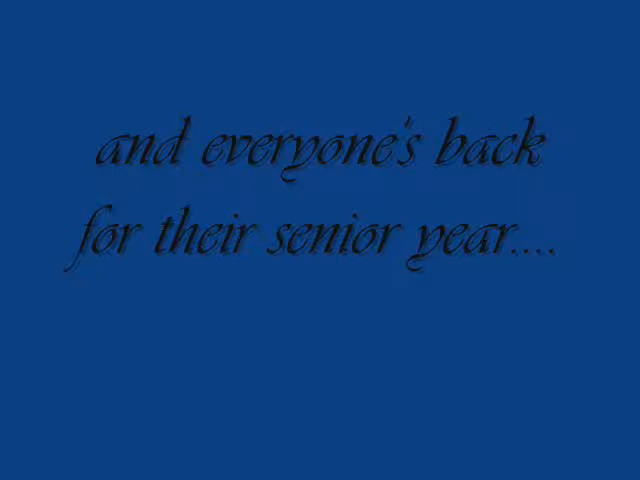 and everyone's back
for their senior year....